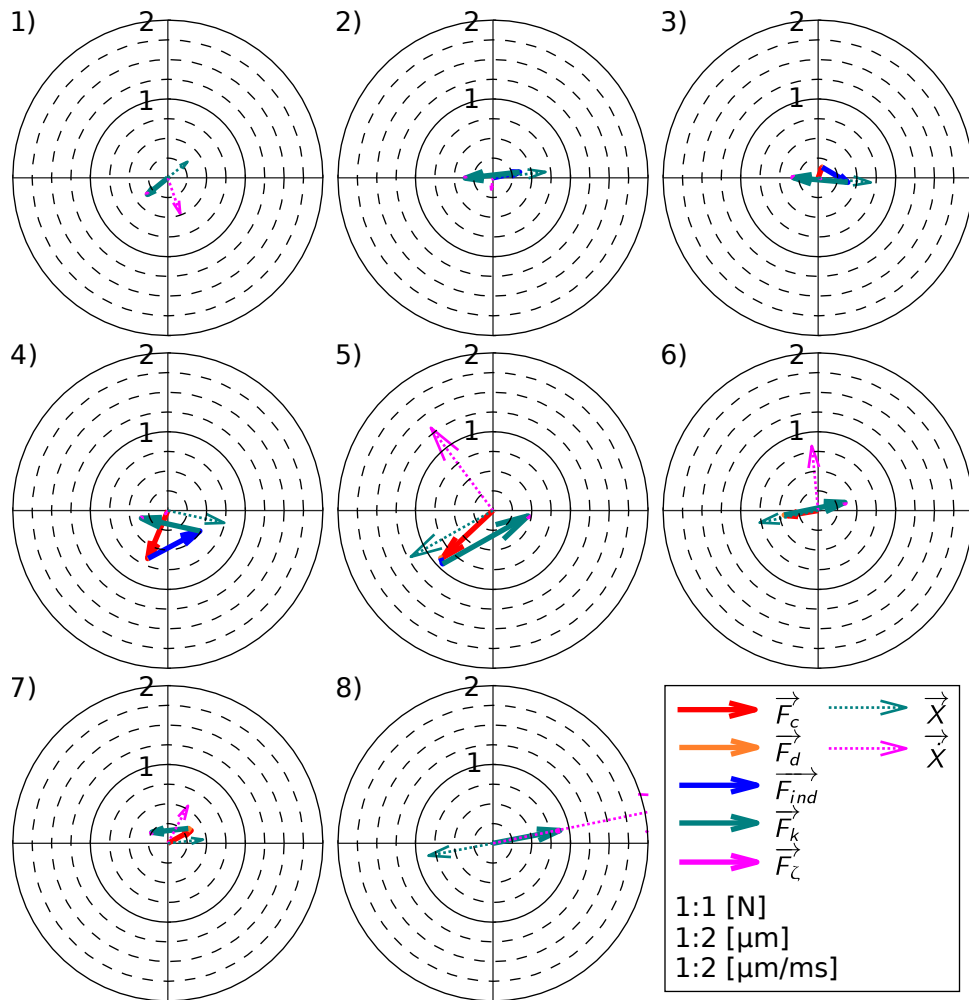 1) 2
2) 2
3) 2
1
1
1
4) 2
5) 2
6) 2
1
1
1
7) 2
8) 2
1
1
F_c X
F_d Ẋ
F_ind
F_k
F_ζ
1:1 [N]
1:2 [μm]
1:2 [μm/ms]